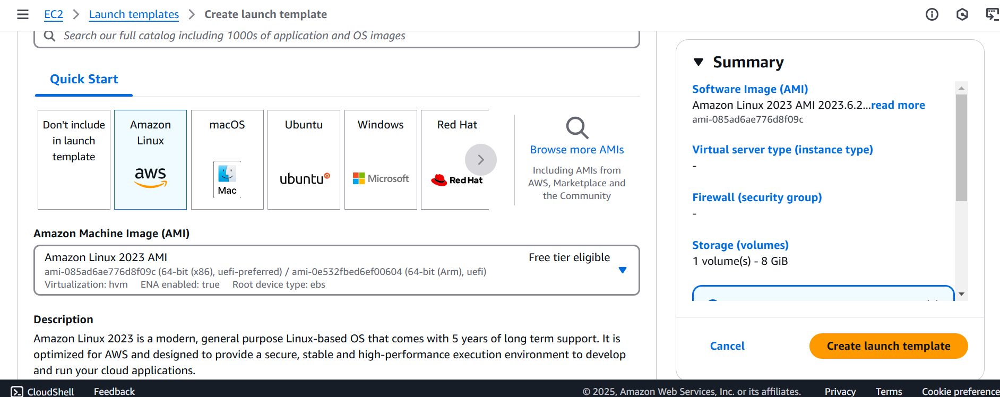 EC2 > Launch templates > Create launch template
Search our full catalog including 1000s of application and OS images
Quick Start
Don't include
in launch
template
Amazon
Linux
aws
macOS
Mac
Ubuntu
ubuntu
Windows
Microsoft
Red Hat
Red Hat
Browse more AMIs
Including AMIs from
AWS, Marketplace and
the Community
Amazon Machine Image (AMI)
Amazon Linux 2023 AMI
Free tier eligible
ami-085ad6ae776d8f09c (64-bit (x86), uefi-preferred) / ami-0e532fbed6ef00604 (64-bit (Arm), uefi)
Virtualization: hvm ENA enabled: true Root device type: ebs
Description
Amazon Linux 2023 is a modern, general purpose Linux-based OS that comes with 5 years of long term support. It is
optimized for AWS and designed to provide a secure, stable and high-performance execution environment to develop
and run your cloud applications.
Summary
Software Image (AMI)
Amazon Linux 2023 AMI 2023.6.2...read more
ami-085ad6ae776d8f09c
Virtual server type (instance type)
-
Firewall (security group)
-
Storage (volumes)
1 volume(s) - 8 GiB
Cancel
Create launch template
CloudShell Feedback
© 2025, Amazon Web Services, Inc. or its affiliates. Privacy Terms Cookie preference